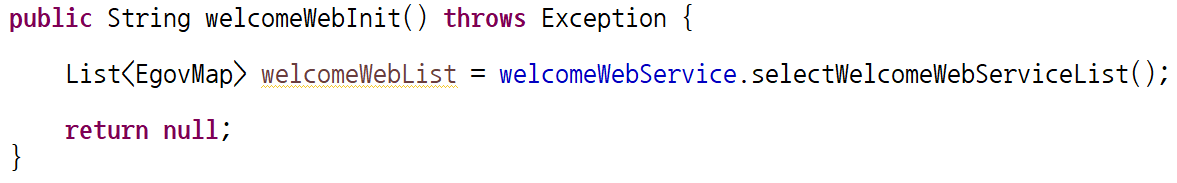 public String welcomeWebInit() throws Exception {
List<EgovMap> welcomeWebList = welcomeWebService.selectWelcomeWebServiceList();
return null;
}